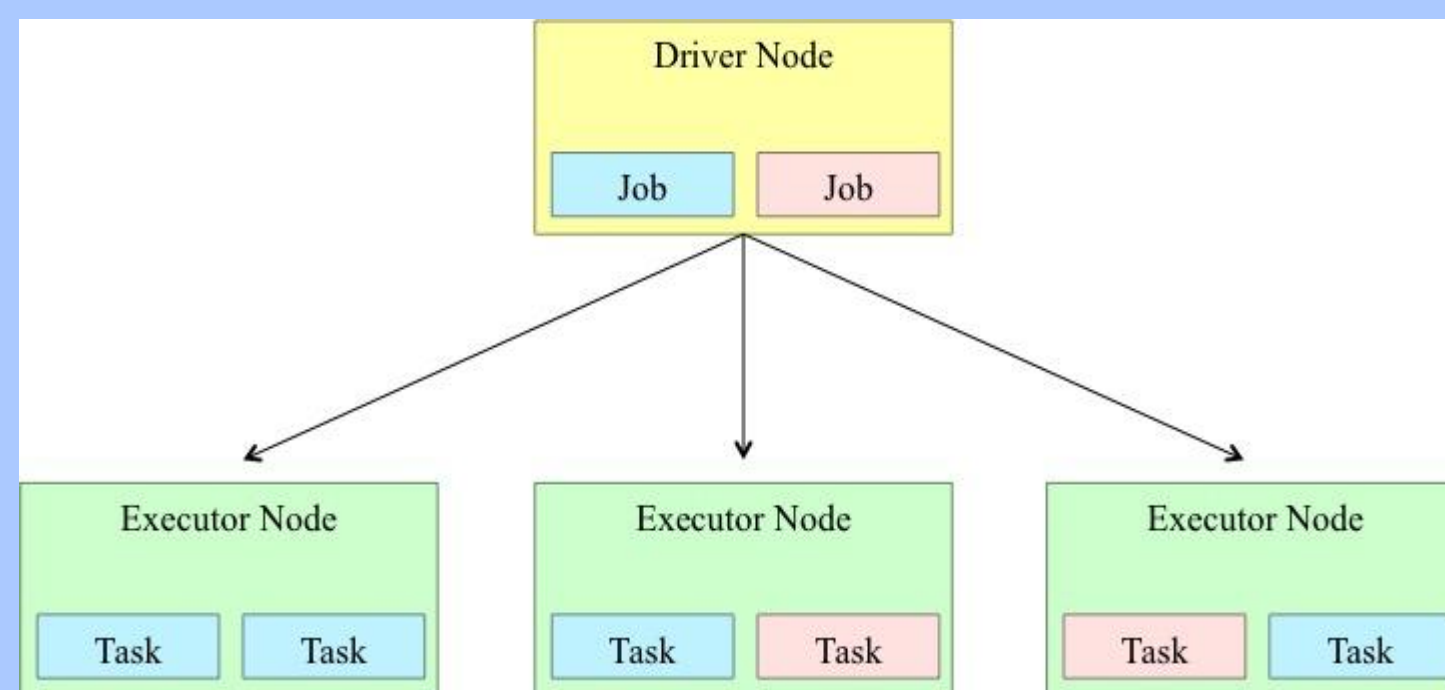 Driver Node
Job Job
Executor Node Executor Node Executor Node
Task Task Task Task Task Task